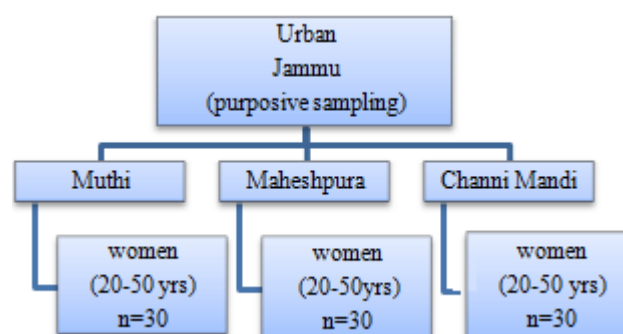 Urban
Jammu
(purposive sampling)
Muthi
Maheshpura
Channi Mandi
women
(20-50 yrs)
n=30
women
(20-50yrs)
n=30
women
(20-50 yrs)
n=30